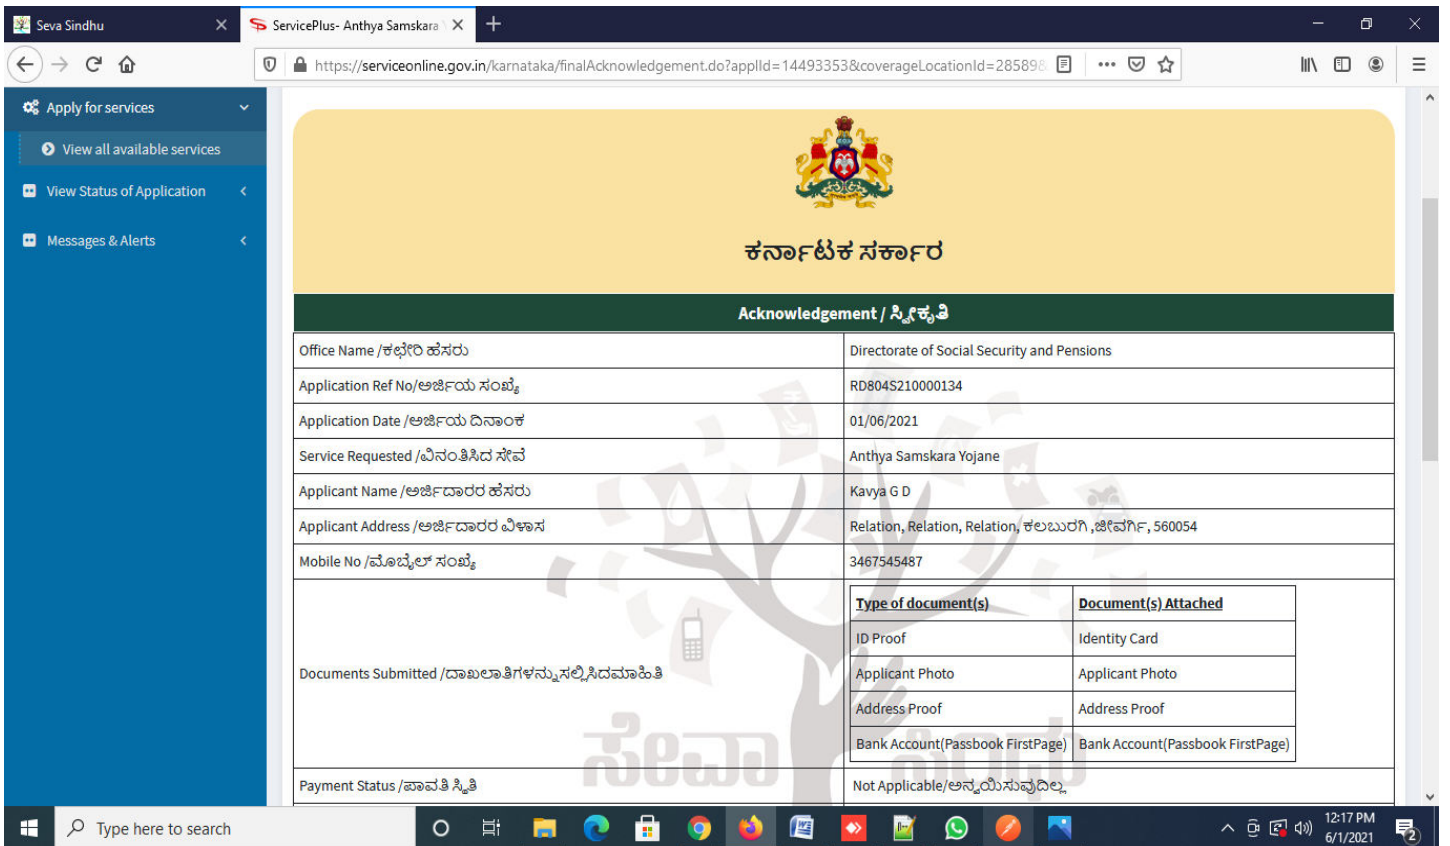 Seva Sindhu
ServicePlus- Anthya Samskara Y
https://serviceonline.gov.in/karnataka/finalAcknowledgement.do?applId=14493353&coverageLocationId=285898
Apply for services
View all available services
View Status of Application
Messages & Alerts
ಕರ್ನಾಟಕ ಸರ್ಕಾರ
Acknowledgement / ಸ್ವೀಕೃತಿ
Office Name /ಕಛೇರಿ ಹೆಸರು Directorate of Social Security and Pensions
Application Ref No/ಅರ್ಜಿಯ ಸಂಖ್ಯೆ RD804S210000134
Application Date /ಅರ್ಜಿಯ ದಿನಾಂಕ 01/06/2021
Service Requested /ವಿನಂತಿಸಿದ ಸೇವೆ Anthya Samskara Yojane
Applicant Name /ಅರ್ಜಿದಾರರ ಹೆಸರು Kavya G D
Applicant Address /ಅರ್ಜಿದಾರರ ವಿಳಾಸ Relation, Relation, Relation, ಕಲಬುರಗಿ ,ಜೇವರ್ಗಿ, 560054
Mobile No /ಮೊಬೈಲ್ ಸಂಖ್ಯೆ 3467545487
Type of document(s) Document(s) Attached
ID Proof Identity Card
Documents Submitted /ದಾಖಲಾತಿಗಳನ್ನು ಸಲ್ಲಿಸಿದಮಾಹಿತಿ
Applicant Photo Applicant Photo
Address Proof Address Proof
Bank Account(Passbook FirstPage) Bank Account(Passbook FirstPage)
ಸೇವಾ ಸಿಂಧು
Payment Status /ಪಾವತಿ ಸ್ಥಿತಿ Not Applicable/ಅನ್ವಯಿಸುವುದಿಲ್ಲ
Type here to search
12:17 PM
6/1/2021
2